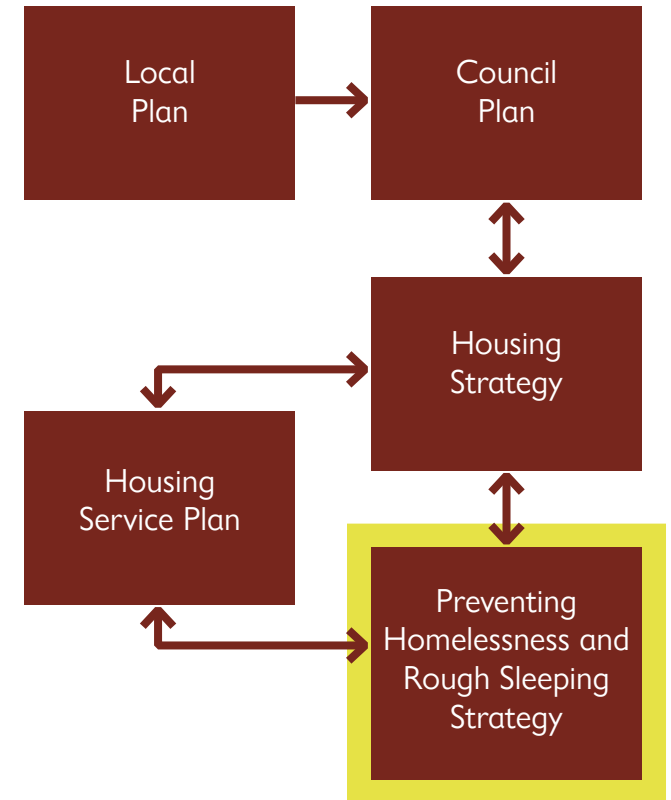 Local
Plan
Council
Plan
Housing
Strategy
Housing
Service Plan
Preventing
Homelessness and
Rough Sleeping
Strategy